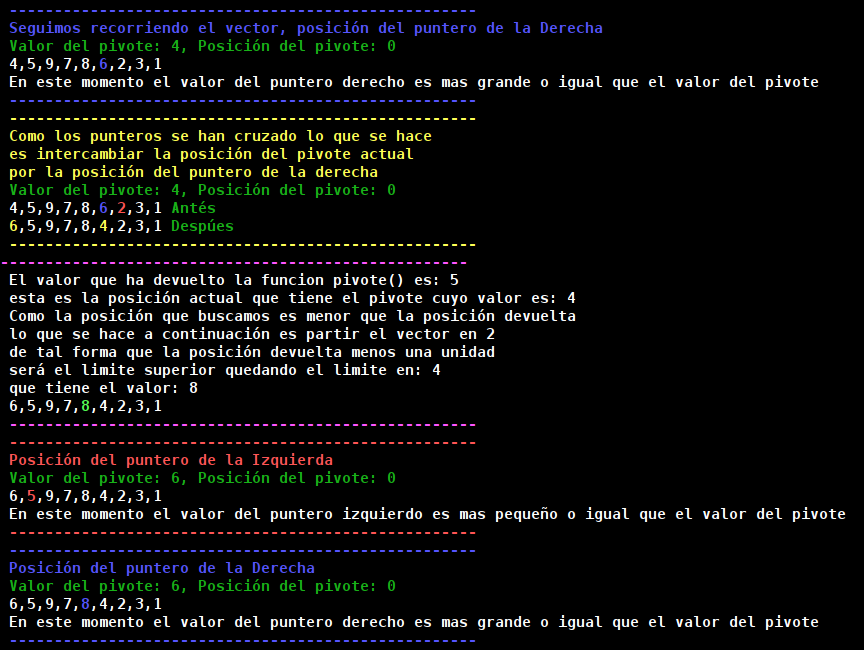 ----------------------------------------------------
Seguimos recorriendo el vector, posición del puntero de la Derecha
Valor del pivote: 4, Posición del pivote: 0
4,5,9,7,8,6,2,3,1
En este momento el valor del puntero derecho es mas grande o igual que el valor del pivote
----------------------------------------------------
----------------------------------------------------
Como los punteros se han cruzado lo que se hace
es intercambiar la posición del pivote actual
por la posición del puntero de la derecha
Valor del pivote: 4, Posición del pivote: 0
4,5,9,7,8,6,2,3,1 Antés
6,5,9,7,8,4,2,3,1 Despúes
----------------------------------------------------
----------------------------------------------------
El valor que ha devuelto la funcion pivote() es: 5
esta es la posición actual que tiene el pivote cuyo valor es: 4
Como la posición que buscamos es menor que la posición devuelta
lo que se hace a continuación es partir el vector en 2
de tal forma que la posición devuelta menos una unidad
será el limite superior quedando el limite en: 4
que tiene el valor: 8
6,5,9,7,8,4,2,3,1
----------------------------------------------------
----------------------------------------------------
Posición del puntero de la Izquierda
Valor del pivote: 6, Posición del pivote: 0
6,5,9,7,8,4,2,3,1
En este momento el valor del puntero izquierdo es mas pequeño o igual que el valor del pivote
----------------------------------------------------
----------------------------------------------------
Posición del puntero de la Derecha
Valor del pivote: 6, Posición del pivote: 0
6,5,9,7,8,4,2,3,1
En este momento el valor del puntero derecho es mas grande o igual que el valor del pivote
----------------------------------------------------